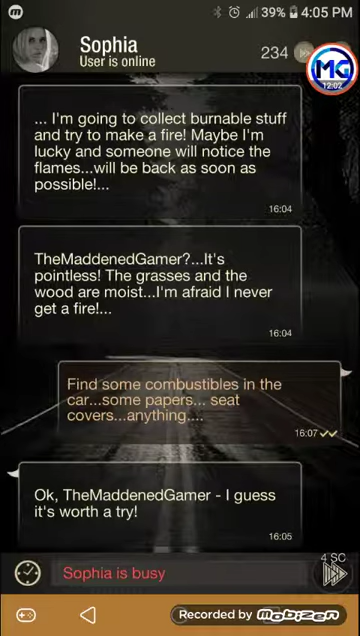 39% 4:05 PM
Sophia
User is online
234
MG
12:02
... I'm going to collect burnable stuff
and try to make a fire! Maybe I'm
lucky and someone will notice the
flames...will be back as soon as
possible!...
16:04
TheMaddenedGamer?...It's
pointless! The grasses and the
wood are moist...I'm afraid I never
get a fire!...
16:04
Find some combustibles in the
car...some papers... seat
covers...anything....
16:07
Ok, TheMaddenedGamer - I guess
it's worth a try!
16:05
4 SC
Sophia is busy
Recorded by mobizen